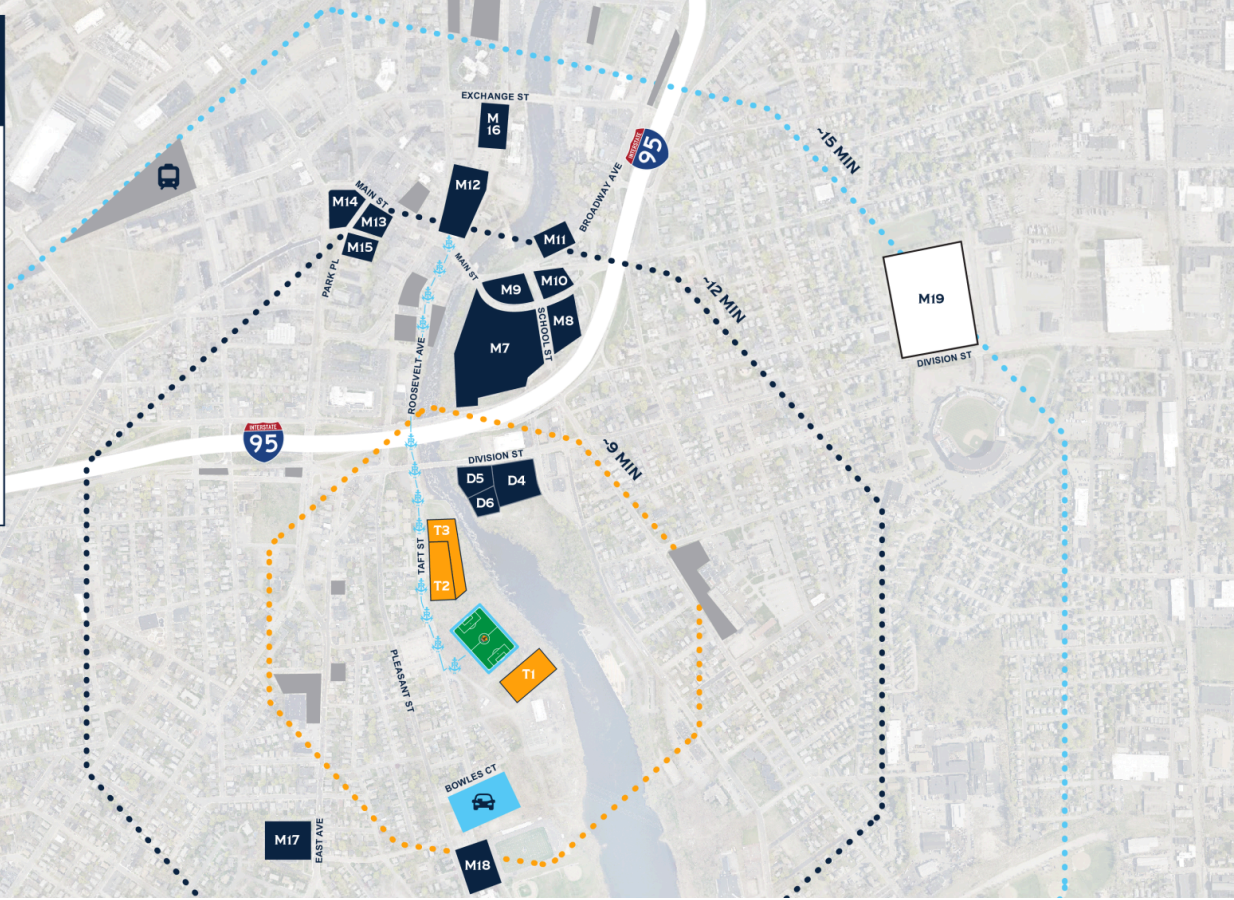 EXCHANGE ST
M
16
INTERSTATE
95
BROADWAY AVE
~15 MIN
M12
MAIN ST
M14
M13
M15
PARK PL
M11
MAIN ST
M9
M10
~12 MIN
M19
M8
SCHOOL ST
M7
DIVISION ST
ROOSEVELT AVE
INTERSTATE
95
~9 MIN
DIVISION ST
D5
D4
D6
T3
TAFT ST
T2
T1
PLEASANT ST
BOWLES CT
M17
EAST AVE
M18